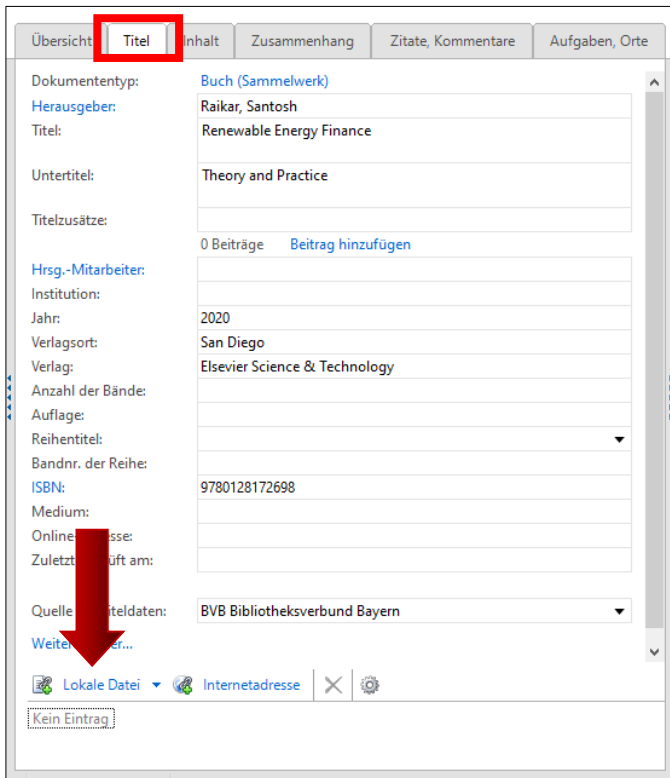 Übersicht Titel Inhalt Zusammenhang Zitate, Kommentare Aufgaben, Orte
Dokumententyp: Buch (Sammelwerk)
Herausgeber: Raikar, Santosh
Titel: Renewable Energy Finance
Untertitel: Theory and Practice
Titelzusätze:
0 Beiträge Beitrag hinzufügen
Hrsg.-Mitarbeiter:
Institution:
Jahr: 2020
Verlagsort: San Diego
Verlag: Elsevier Science & Technology
Anzahl der Bände:
Auflage:
Reihentitel:
Bandnr. der Reihe:
ISBN: 9780128172698
Medium:
Online
Zuletzt am:
Quelle BVB Bibliotheksverbund Bayern
Lokale Datei Internetadresse
Kein Eintrag